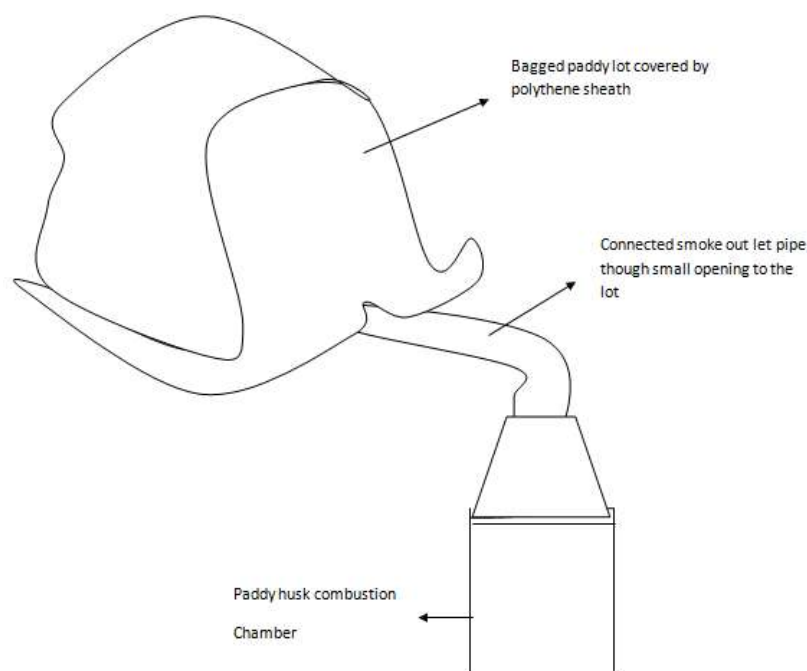 Bagged paddy lot covered by
polythene sheath
Connected smoke out let pipe
though small opening to the
lot
Paddy husk combustion
Chamber